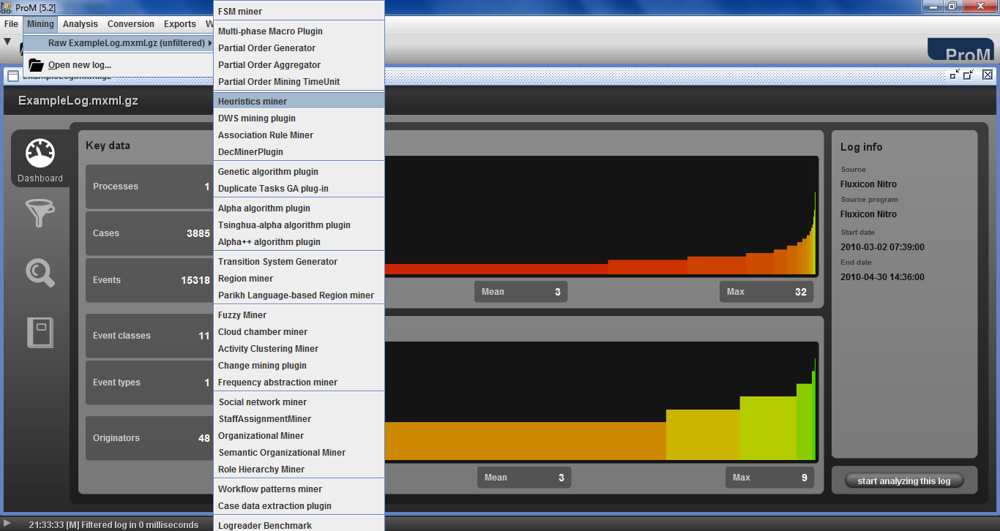 ProM [5.2]
File
Mining
Analysis
Conversion
Exports
W
Raw ExampleLog.mxml.gz (unfiltered)
Open new log...
FSM miner
Multi-phase Macro Plugin
Partial Order Generator
Partial Order Aggregator
Partial Order Mining TimeUnit
Heuristics miner
DWS mining plugin
Association Rule Miner
DecMinerPlugin
Genetic algorithm plugin
Duplicate Tasks GA plug-in
Alpha algorithm plugin
Tsinghua-alpha algorithm plugin
Alpha++ algorithm plugin
Transition System Generator
Region miner
Parikh Language-based Region miner
Fuzzy Miner
Cloud chamber miner
Activity Clustering Miner
Change mining plugin
Frequency abstraction miner
Social network miner
StaffAssignmentMiner
Organizational Miner
Semantic Organizational Miner
Role Hierarchy Miner
Workflow patterns miner
Case data extraction plugin
Logreader Benchmark
ProM
ExampleLog.mxml.gz
Dashboard
Key data
Processes 1
Cases 3885
Events 15318
Event classes 11
Event types 1
Originators 48
Mean 3
Max 32
Mean 3
Max 9
Log info
Source
Fluxicon Nitro
Source program
Fluxicon Nitro
Start date
2010-03-02 07:39:00
End date
2010-04-30 14:36:00
start analyzing this log
21:33:33 [M] Filtered log in 0 milliseconds